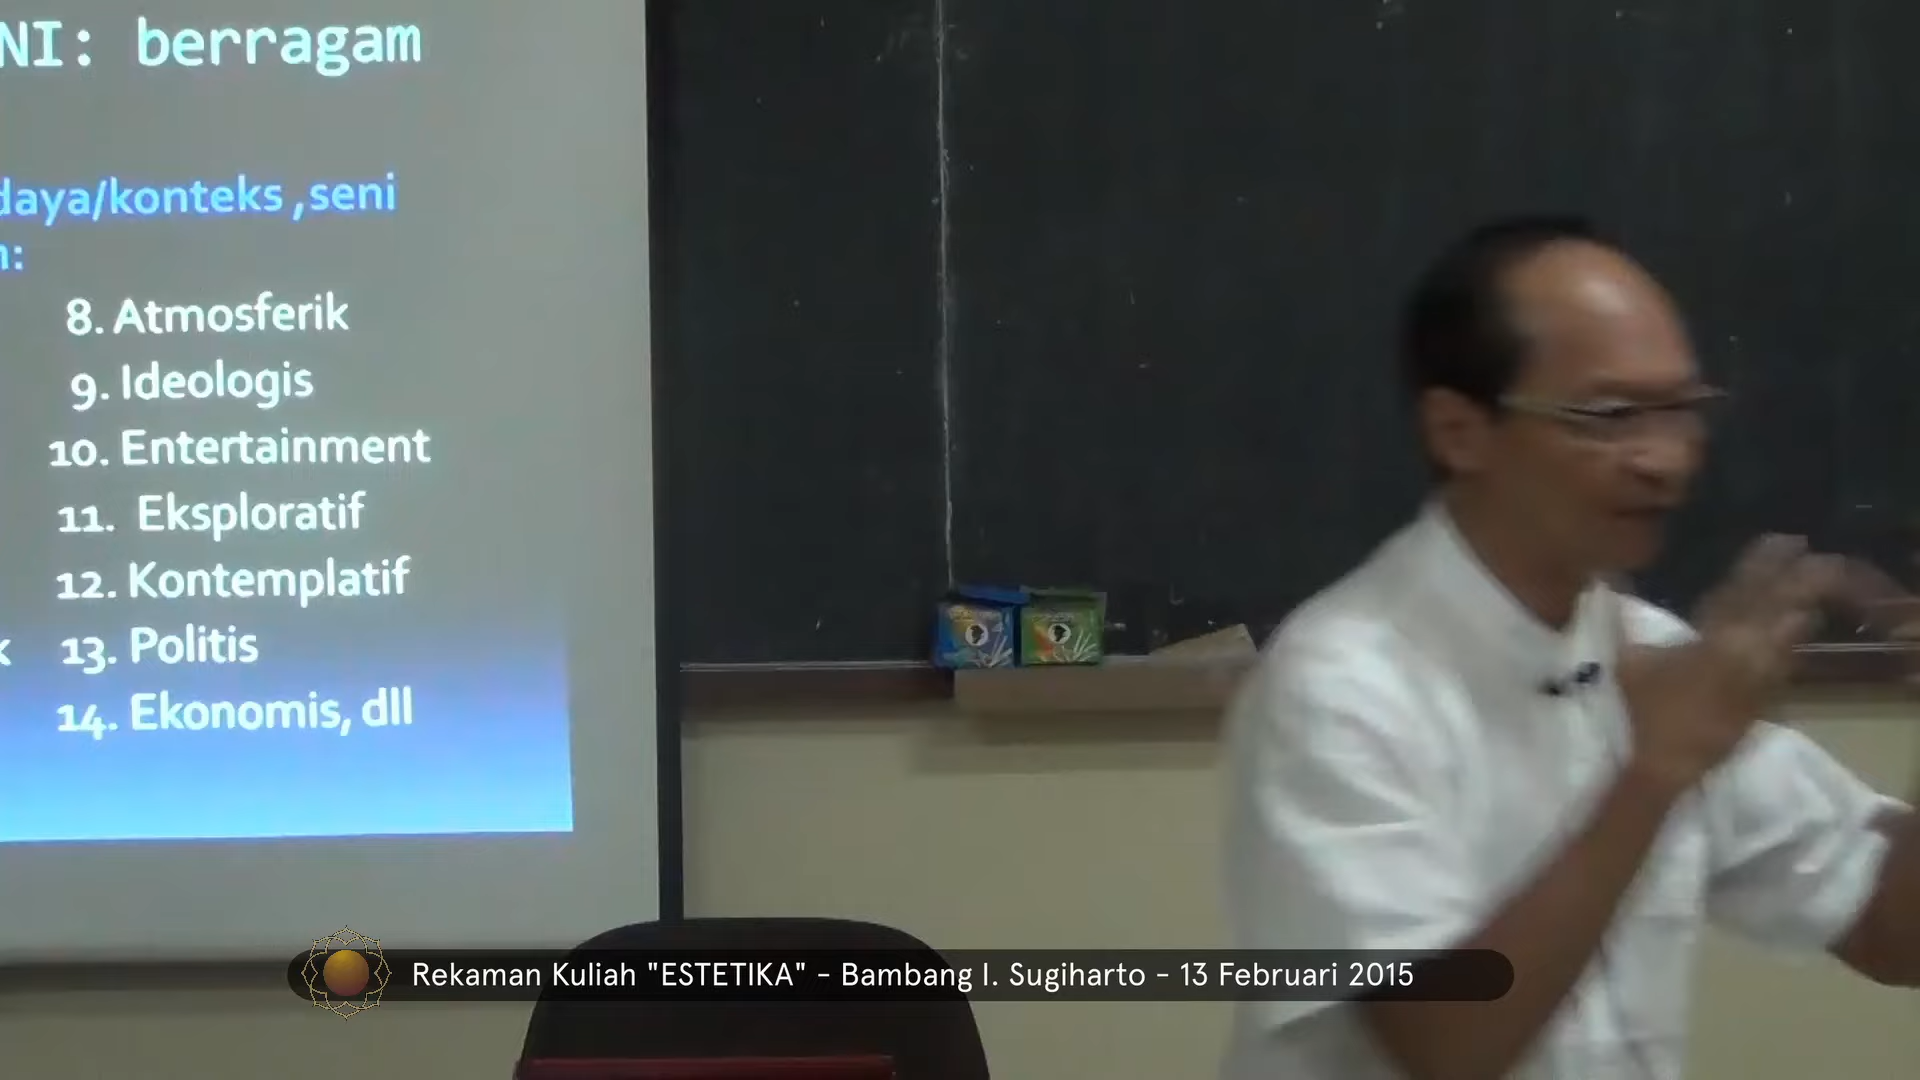 NI: berragam
daya/konteks ,seni
n:
8. Atmosferik
9. Ideologis
10. Entertainment
11. Eksploratif
12. Kontemplatif
k 13. Politis
14. Ekonomis, dll
Rekaman Kuliah "ESTETIKA" - Bambang I. Sugiharto - 13 Februari 2015